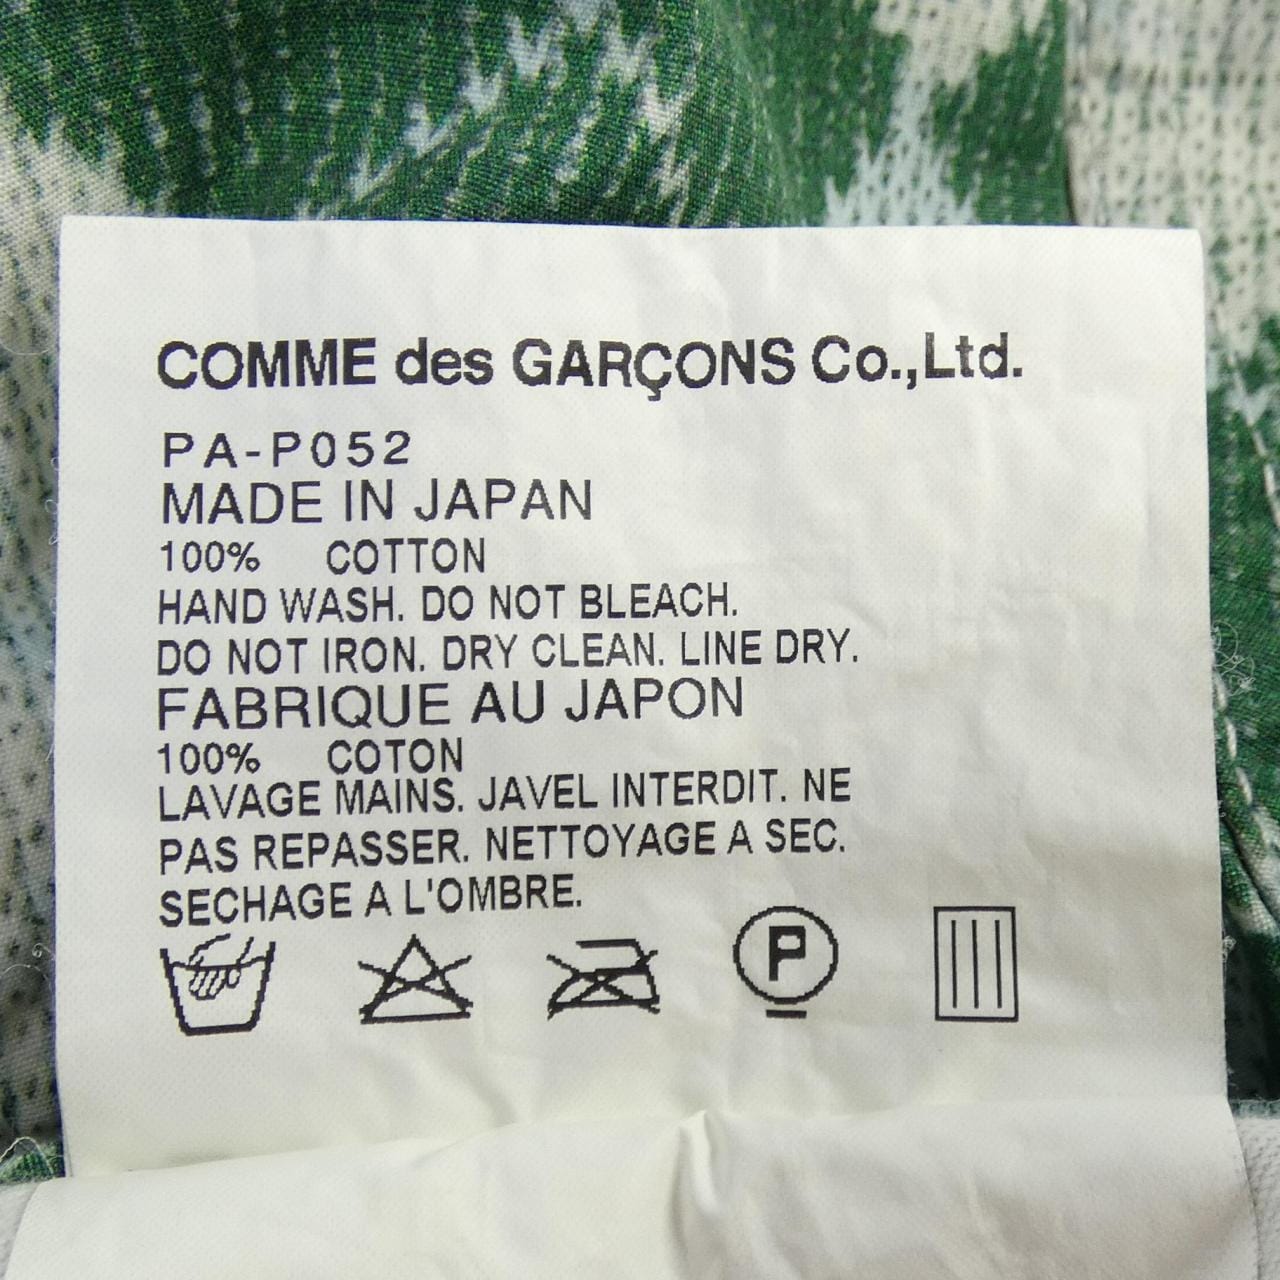 COMME des GARÇONS Co.,Ltd.
PA-P052
MADE IN JAPAN
100% COTTON
HAND WASH. DO NOT BLEACH.
DO NOT IRON. DRY CLEAN. LINE DRY.
FABRIQUE AU JAPON
100% COTON
LAVAGE MAINS. JAVEL INTERDIT. NE
PAS REPASSER. NETTOYAGE A SEC.
SECHAGE A L'OMBRE.
P